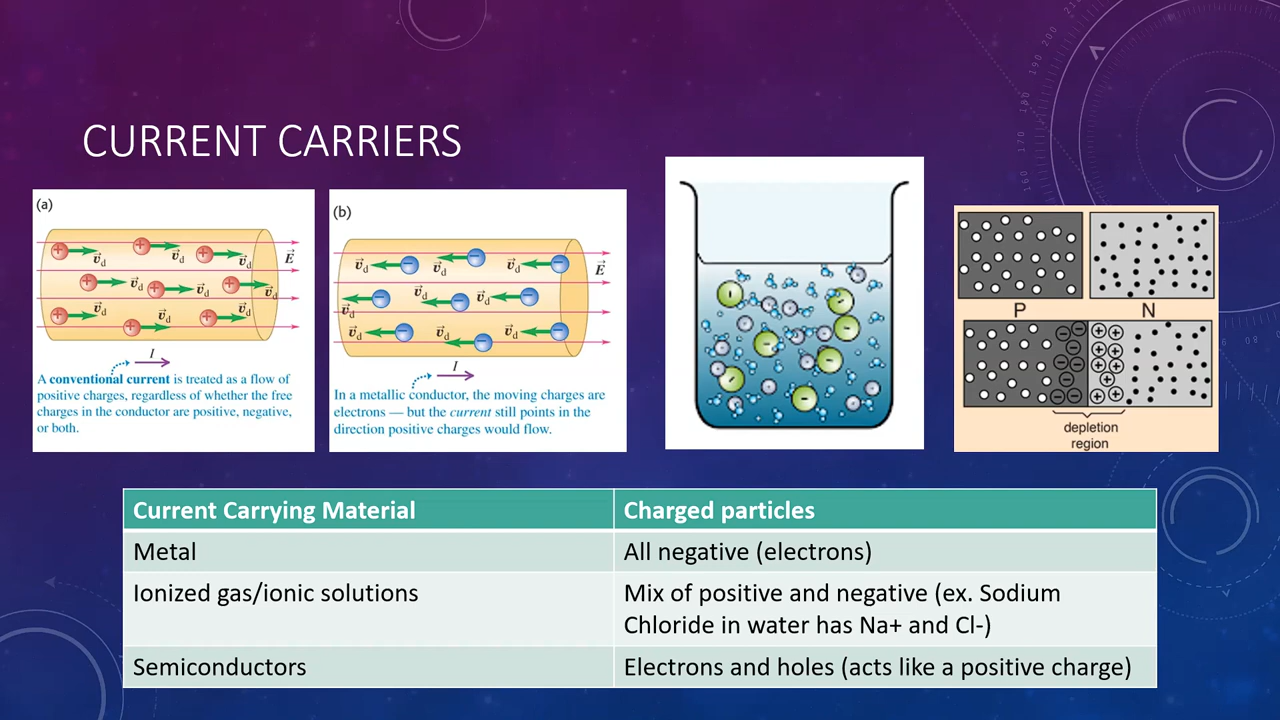 CURRENT CARRIERS
(a)
v⃗d
v⃗d
v⃗d
E⃗
v⃗d
v⃗d
v⃗d
v⃗d
v⃗d
v⃗d
I
A conventional current is treated as a flow of
positive charges, regardless of whether the free
charges in the conductor are positive, negative,
or both.
(b)
v⃗d
v⃗d
v⃗d
E⃗
v⃗d
v⃗d
v⃗d
v⃗d
v⃗d
v⃗d
I
In a metallic conductor, the moving charges are
electrons — but the current still points in the
direction positive charges would flow.
P N
depletion
region
Current Carrying Material Charged particles
Metal All negative (electrons)
Ionized gas/ionic solutions Mix of positive and negative (ex. Sodium
Chloride in water has Na+ and Cl-)
Semiconductors Electrons and holes (acts like a positive charge)